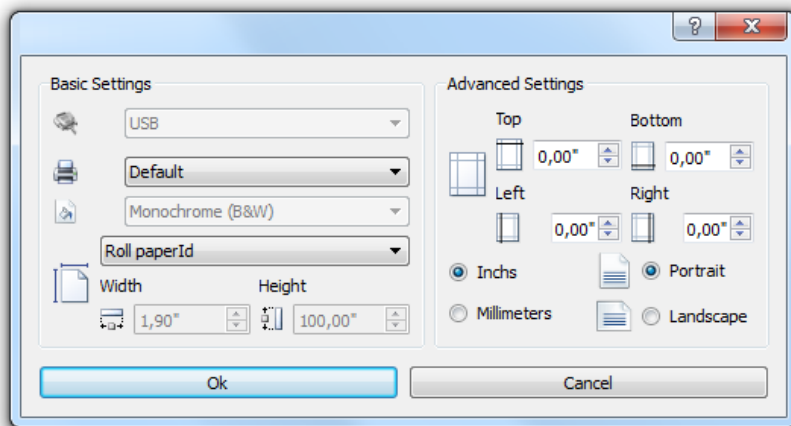 Basic Settings
USB
Default
Monochrome (B&W)
Roll paperId
Width Height
1,90" 100,00"
Advanced Settings
Top Bottom
0,00" 0,00"
Left Right
0,00" 0,00"
Inchs Portrait
Millimeters Landscape
Ok Cancel